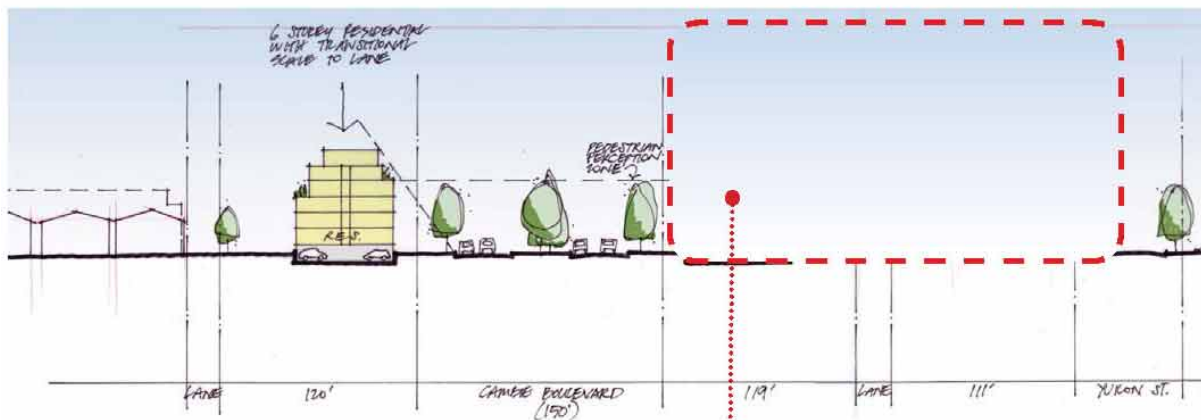 6 STOREY RESIDENTIAL
WITH TRANSITIONAL
SCALE TO LANE
PEDESTRIAN
PERCEPTION
ZONE
RES.
LANE 120' CAMBIE BOULEVARD 119' LANE 111' YUKON ST.
(150')